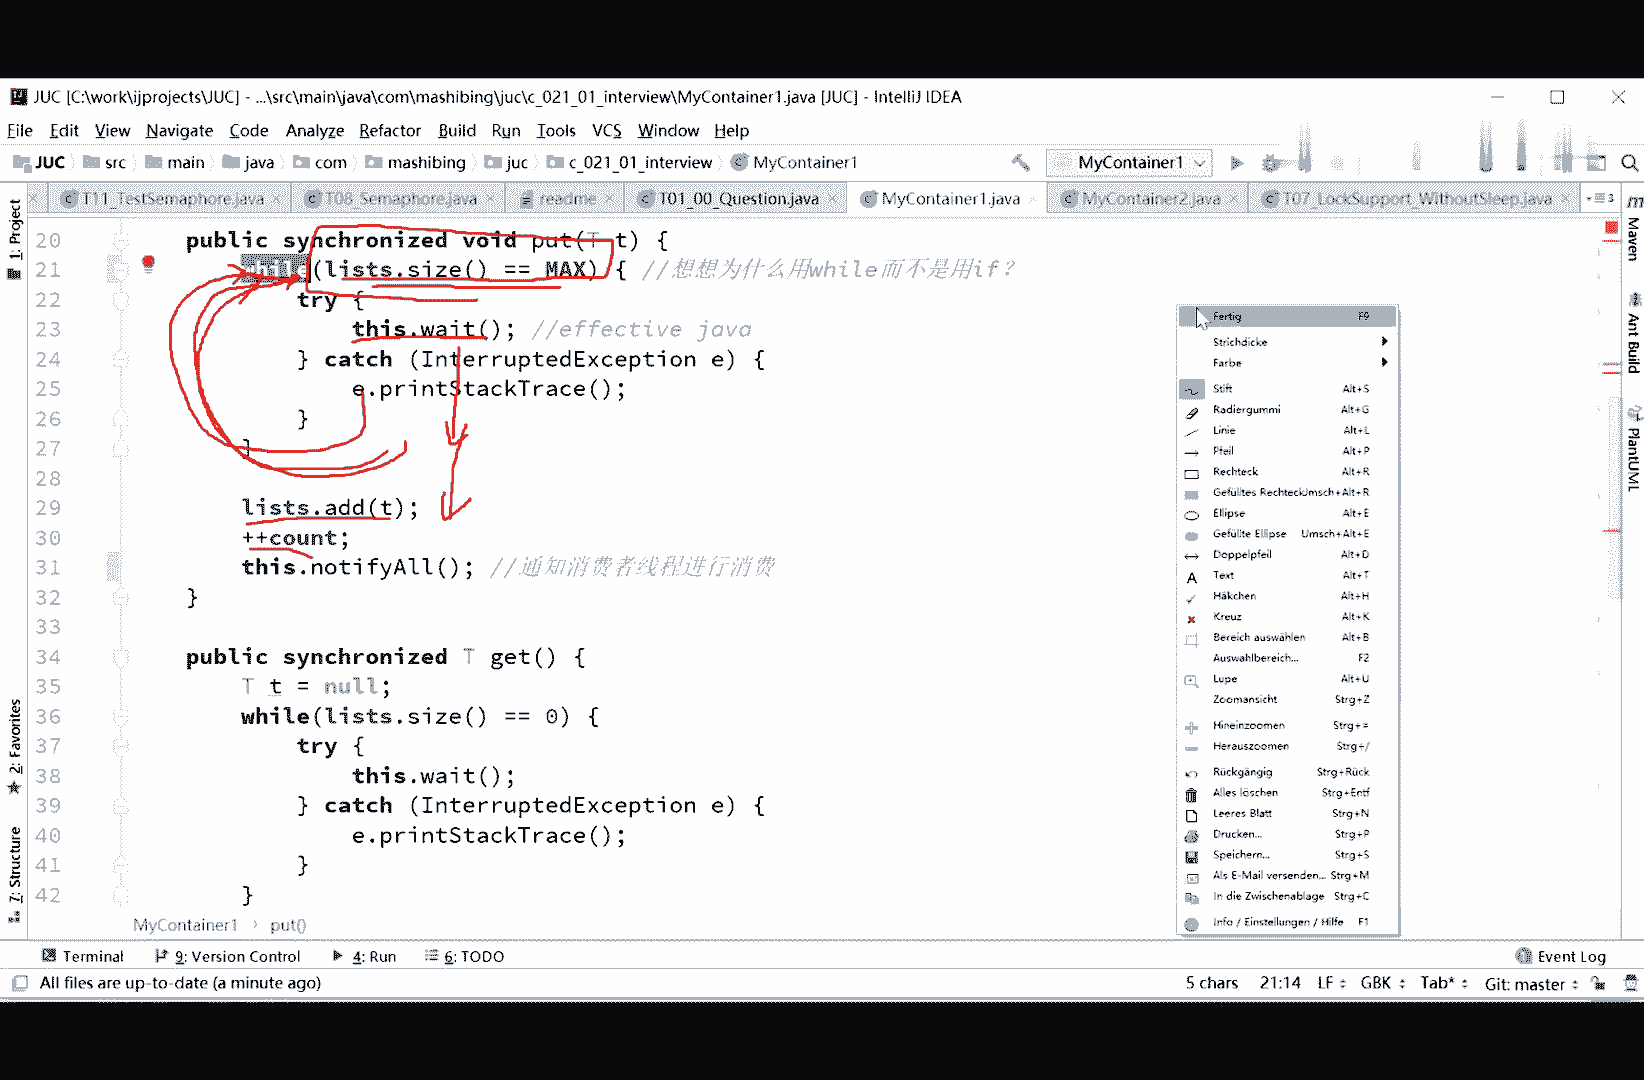 JUC [C:\work\ijprojects\JUC] - ...\src\main\java\com\mashibing\juc\c_021_01_interview\MyContainer1.java [JUC] - IntelliJ IDEA
File Edit View Navigate Code Analyze Refactor Build Run Tools VCS Window Help
JUC src main java com mashibing juc c_021_01_interview MyContainer1 MyContainer1
T11_TestSemaphore.java T08_Semaphore.java readme T01_00_Question.java MyContainer1.java MyContainer2.java T07_LockSupport_WithoutSleep.java
1: Project
2: Favorites
7: Structure
Maven
Ant Build
PlantUML
20 public synchronized void put(T t) {
21 while(lists.size() == MAX) { //想想为什么用while而不是用if？
22 try {
23 this.wait(); //effective java
24 } catch (InterruptedException e) {
25 e.printStackTrace();
26 }
27 }
28
29 lists.add(t);
30 ++count;
31 this.notifyAll(); //通知消费者线程进行消费
32 }
33
34 public synchronized T get() {
35 T t = null;
36 while(lists.size() == 0) {
37 try {
38 this.wait();
39 } catch (InterruptedException e) {
40 e.printStackTrace();
41 }
42 }
MyContainer1 › put()
Fertig F9
Strichdicke
Farbe
Stift Alt+S
Radiergummi Alt+G
Linie Alt+L
Pfeil Alt+P
Rechteck Alt+R
Gefülltes Rechteck Umsch+Alt+R
Ellipse Alt+E
Gefüllte Ellipse Umsch+Alt+E
Doppelpfeil Alt+D
Text Alt+T
Häkchen Alt+H
Kreuz Alt+K
Bereich auswählen Alt+B
Auswahlbereich... F2
Lupe Alt+U
Zoomansicht Strg+Z
Hineinzoomen Strg+=
Herauszoomen Strg+/
Rückgängig Strg+Rück
Alles löschen Strg+Entf
Leeres Blatt Strg+N
Drucken... Strg+P
Speichern... Strg+S
Als E-Mail versenden... Strg+M
In die Zwischenablage Strg+C
Info / Einstellungen / Hilfe F1
Terminal 9: Version Control 4: Run 6: TODO Event Log
All files are up-to-date (a minute ago) 5 chars 21:14 LF GBK Tab* Git: master